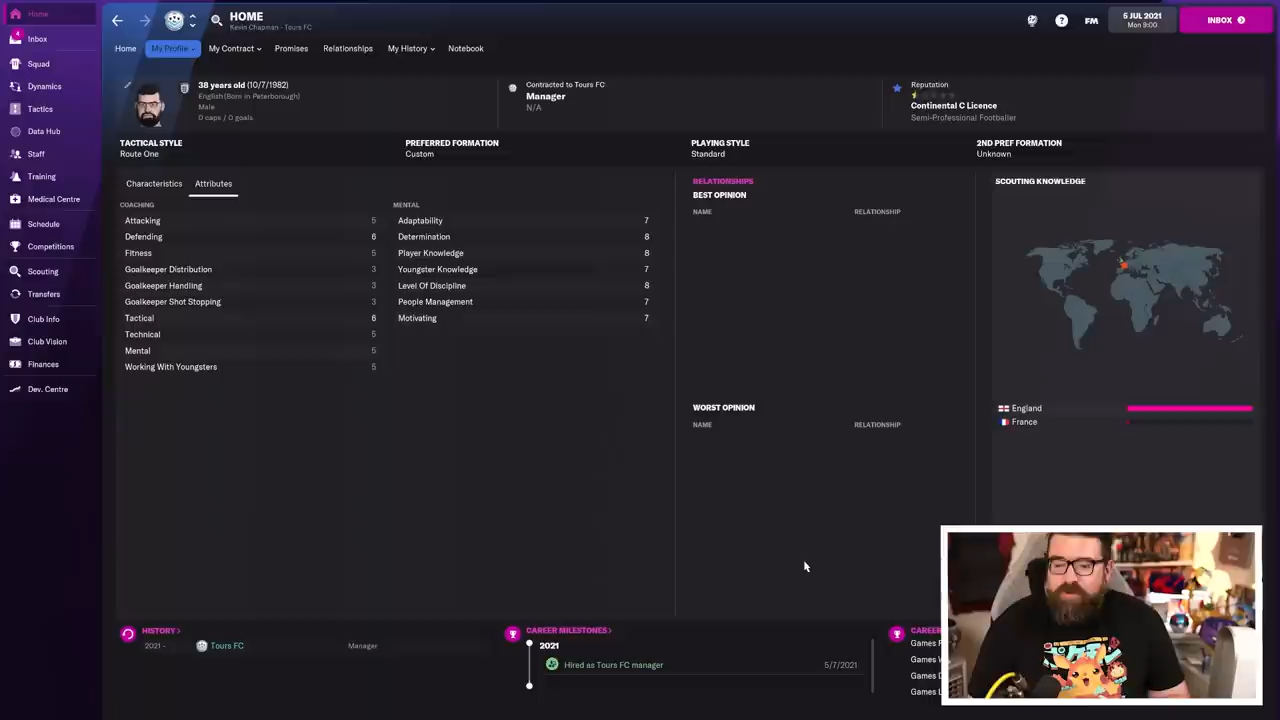 Home
4
Inbox
Squad
Dynamics
Tactics
Data Hub
Staff
Training
Medical Centre
Schedule
Competitions
Scouting
Transfers
Club Info
Club Vision
Finances
Dev. Centre
HOME
Kevin Chapman - Tours FC
?
FM
5 JUL 2021
Mon 9:00
INBOX
Home
My Profile
My Contract
Promises
Relationships
My History
Notebook
38 years old (10/7/1982)
English(Born in Peterborough)
Male
0 caps / 0 goals
Contracted to Tours FC
Manager
N/A
Reputation
Continental C Licence
Semi-Professional Footballer
TACTICAL STYLE
Route One
PREFERRED FORMATION
Custom
PLAYING STYLE
Standard
2ND PREF FORMATION
Unknown
Characteristics Attributes
COACHING
Attacking 5
Defending 6
Fitness 5
Goalkeeper Distribution 3
Goalkeeper Handling 3
Goalkeeper Shot Stopping 3
Tactical 6
Technical 5
Mental 5
Working With Youngsters 5
MENTAL
Adaptability 7
Determination 8
Player Knowledge 8
Youngster Knowledge 7
Level Of Discipline 8
People Management 7
Motivating 7
RELATIONSHIPS
BEST OPINION
NAME RELATIONSHIP
WORST OPINION
NAME RELATIONSHIP
SCOUTING KNOWLEDGE
England
France
HISTORY >
2021 - Tours FC Manager
CAREER MILESTONES >
2021
Hired as Tours FC manager 5/7/2021
CAREER
Games
Games
Games
Games